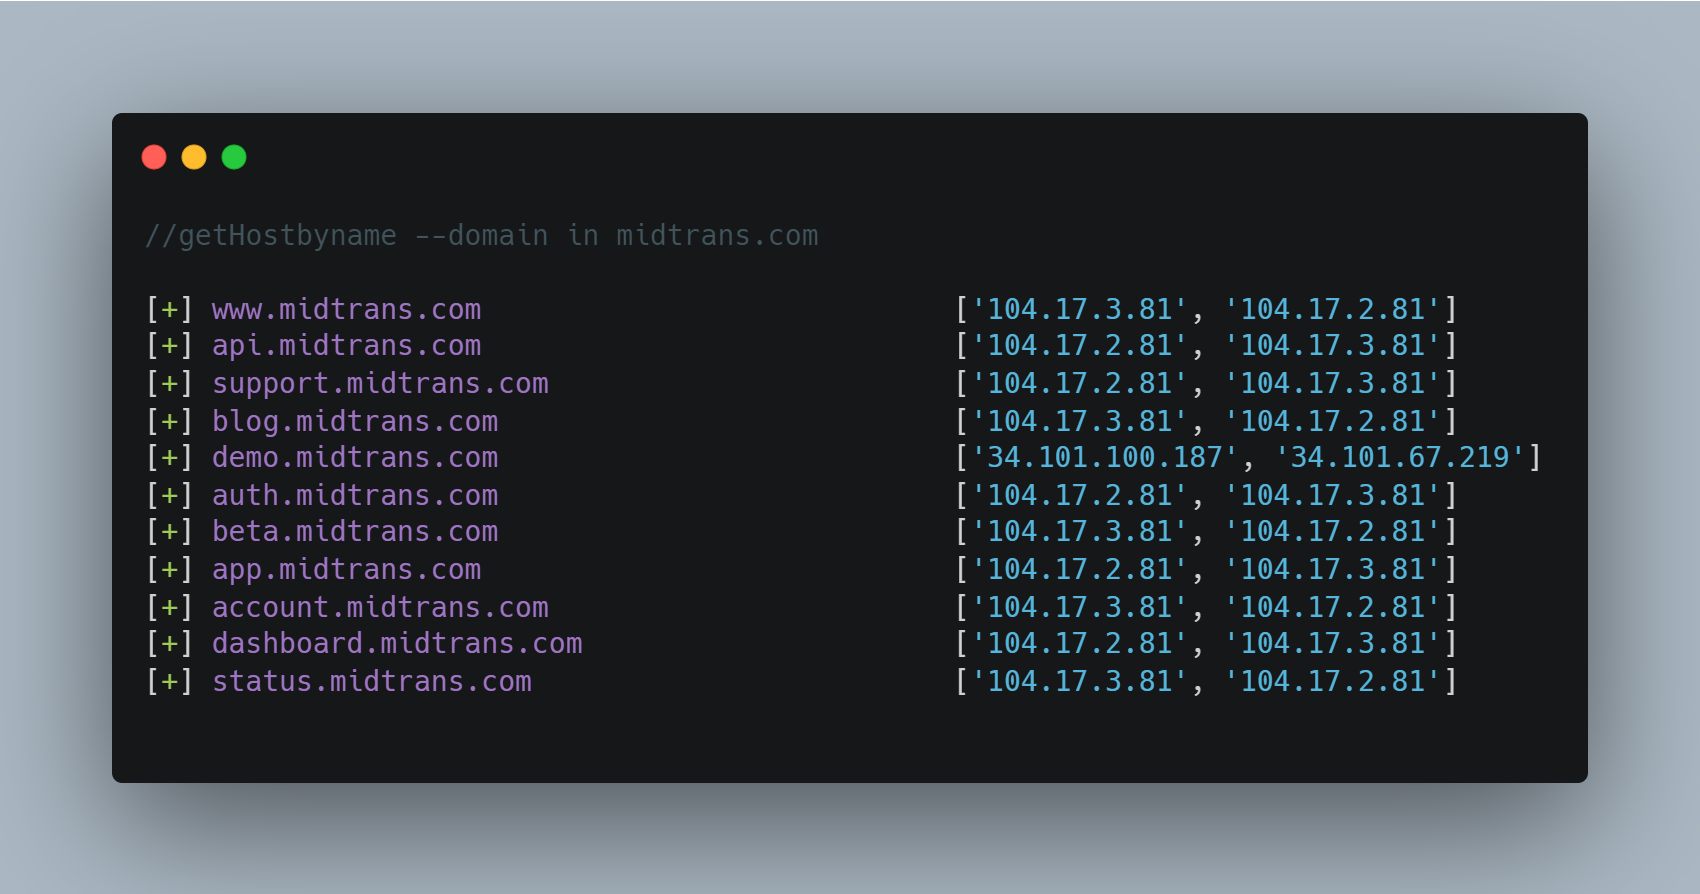 //getHostbyname --domain in midtrans.com
[+] www.midtrans.com ['104.17.3.81', '104.17.2.81']
[+] api.midtrans.com ['104.17.2.81', '104.17.3.81']
[+] support.midtrans.com ['104.17.2.81', '104.17.3.81']
[+] blog.midtrans.com ['104.17.3.81', '104.17.2.81']
[+] demo.midtrans.com ['34.101.100.187', '34.101.67.219']
[+] auth.midtrans.com ['104.17.2.81', '104.17.3.81']
[+] beta.midtrans.com ['104.17.3.81', '104.17.2.81']
[+] app.midtrans.com ['104.17.2.81', '104.17.3.81']
[+] account.midtrans.com ['104.17.3.81', '104.17.2.81']
[+] dashboard.midtrans.com ['104.17.2.81', '104.17.3.81']
[+] status.midtrans.com ['104.17.3.81', '104.17.2.81']